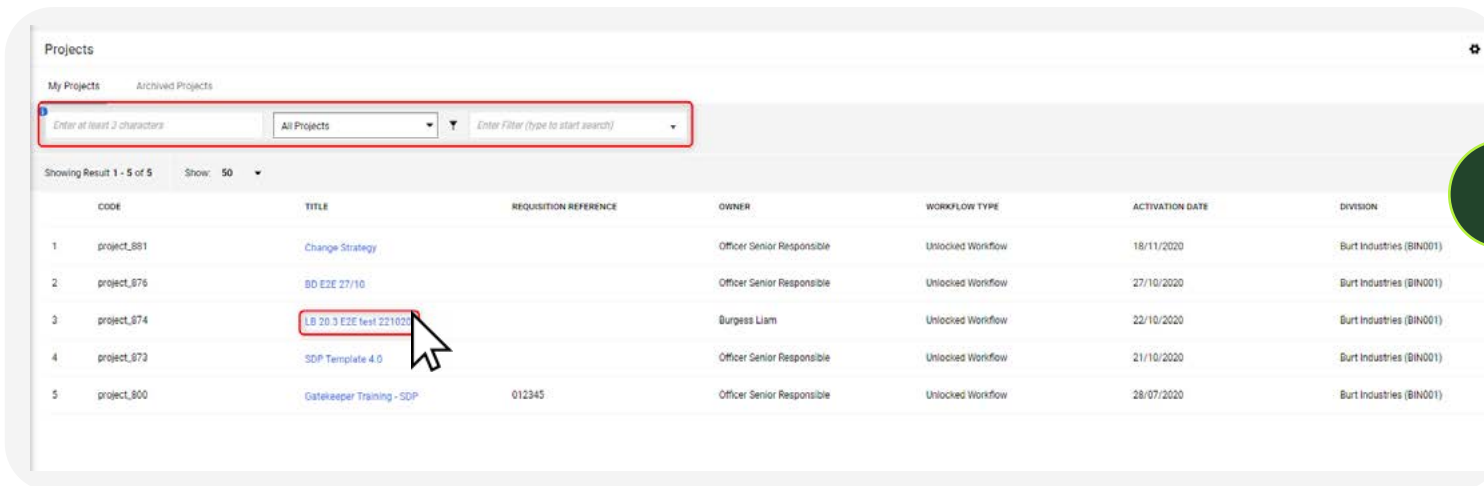 Projects
My Projects Archived Projects
Enter at least 3 characters All Projects Enter Filter (type to start search)
Showing Result 1 - 5 of 5 Show: 50
CODE TITLE REQUISITION REFERENCE OWNER WORKFLOW TYPE ACTIVATION DATE DIVISION
1 project_881 Change Strategy Officer Senior Responsible Unlocked Workflow 18/11/2020 Burt Industries (BIN001)
2 project_876 BD E2E 27/10 Officer Senior Responsible Unlocked Workflow 27/10/2020 Burt Industries (BIN001)
3 project_874 LB 20.3 E2E test 221020 Burgess Liam Unlocked Workflow 22/10/2020 Burt Industries (BIN001)
4 project_873 SDP Template 4.0 Officer Senior Responsible Unlocked Workflow 21/10/2020 Burt Industries (BIN001)
5 project_800 Gatekeeper Training - SDP 012345 Officer Senior Responsible Unlocked Workflow 28/07/2020 Burt Industries (BIN001)